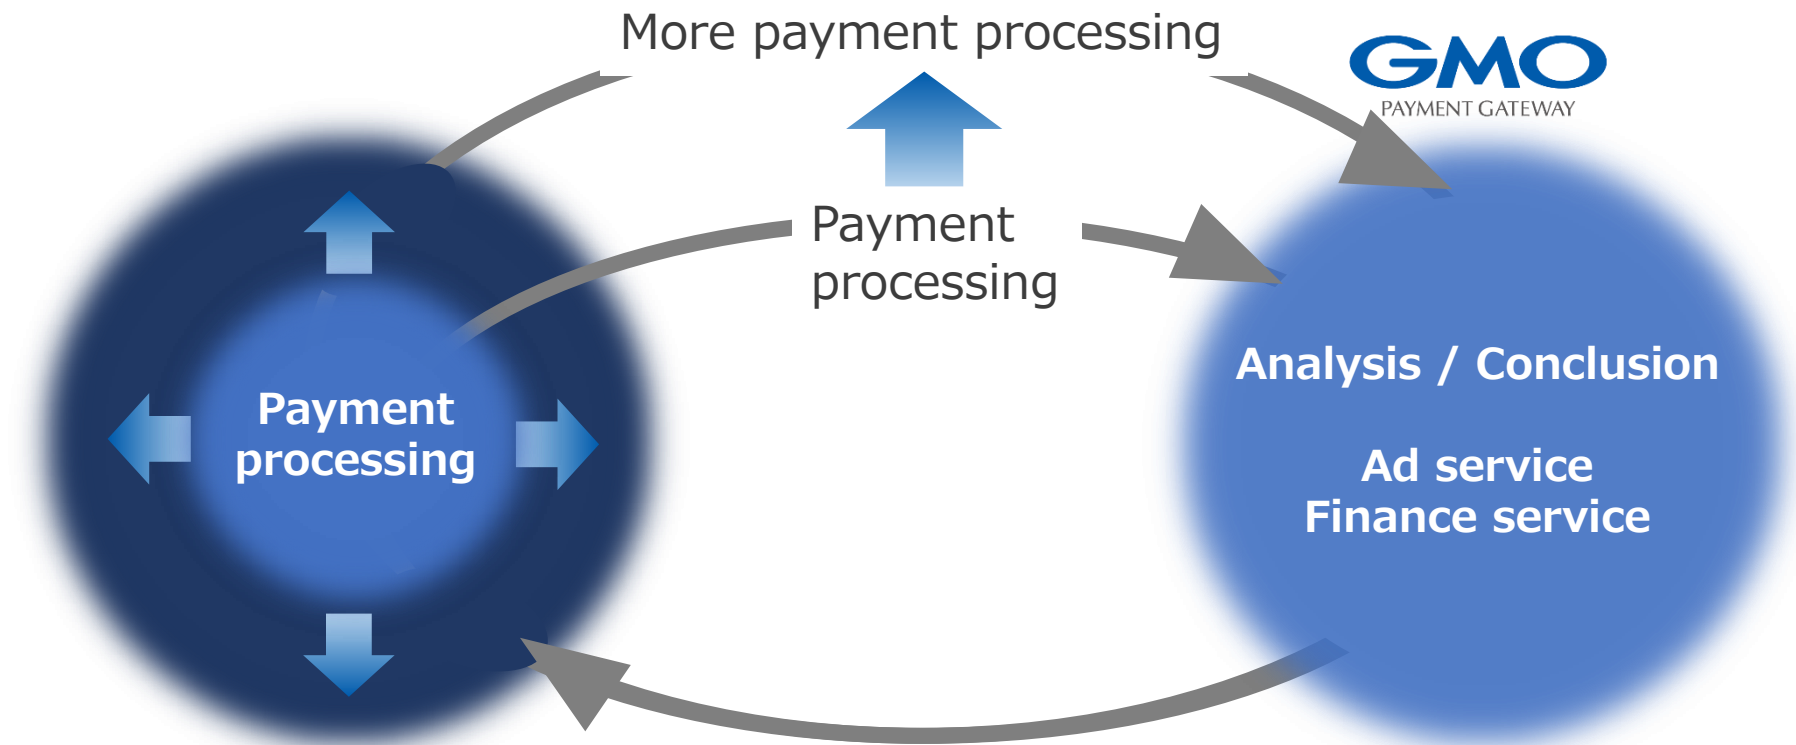 More payment processing
GMO
PAYMENT GATEWAY
Payment
processing
Payment
processing
Analysis / Conclusion
Ad service
Finance service